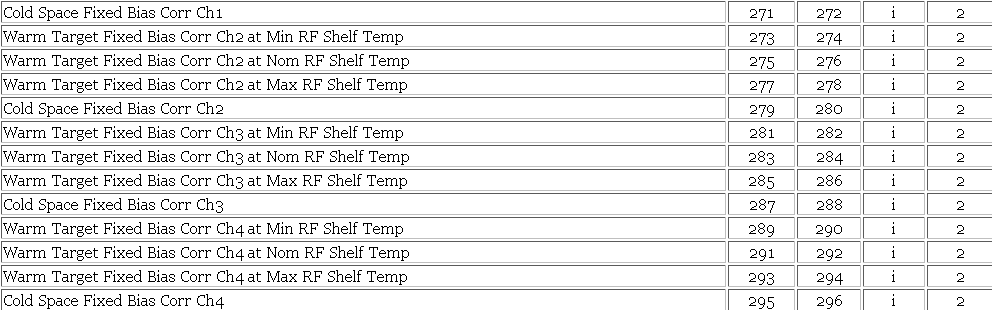 Cold Space Fixed Bias Corr Ch1 271 272 i 2
Warm Target Fixed Bias Corr Ch2 at Min RF Shelf Temp 273 274 i 2
Warm Target Fixed Bias Corr Ch2 at Nom RF Shelf Temp 275 276 i 2
Warm Target Fixed Bias Corr Ch2 at Max RF Shelf Temp 277 278 i 2
Cold Space Fixed Bias Corr Ch2 279 280 i 2
Warm Target Fixed Bias Corr Ch3 at Min RF Shelf Temp 281 282 i 2
Warm Target Fixed Bias Corr Ch3 at Nom RF Shelf Temp 283 284 i 2
Warm Target Fixed Bias Corr Ch3 at Max RF Shelf Temp 285 286 i 2
Cold Space Fixed Bias Corr Ch3 287 288 i 2
Warm Target Fixed Bias Corr Ch4 at Min RF Shelf Temp 289 290 i 2
Warm Target Fixed Bias Corr Ch4 at Nom RF Shelf Temp 291 292 i 2
Warm Target Fixed Bias Corr Ch4 at Max RF Shelf Temp 293 294 i 2
Cold Space Fixed Bias Corr Ch4 295 296 i 2